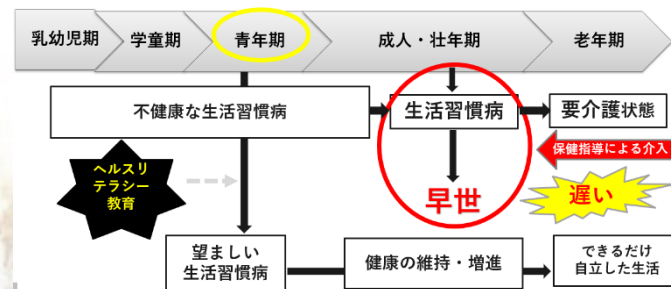 乳幼児期
学童期
青年期
成人・壮年期
老年期
不健康な生活習慣病
生活習慣病
要介護状態
保健指導による介入
ヘルスリ
テラシー
教育
早世
遅い
望ましい
生活習慣病
健康の維持・増進
できるだけ
自立した生活